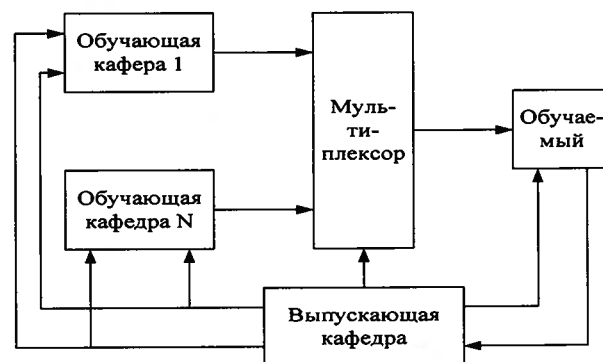 Обучающая
кафера 1
Муль-
ти-
плексор
Обучае-
мый
Обучающая
кафедра N
Выпускающая
кафедра